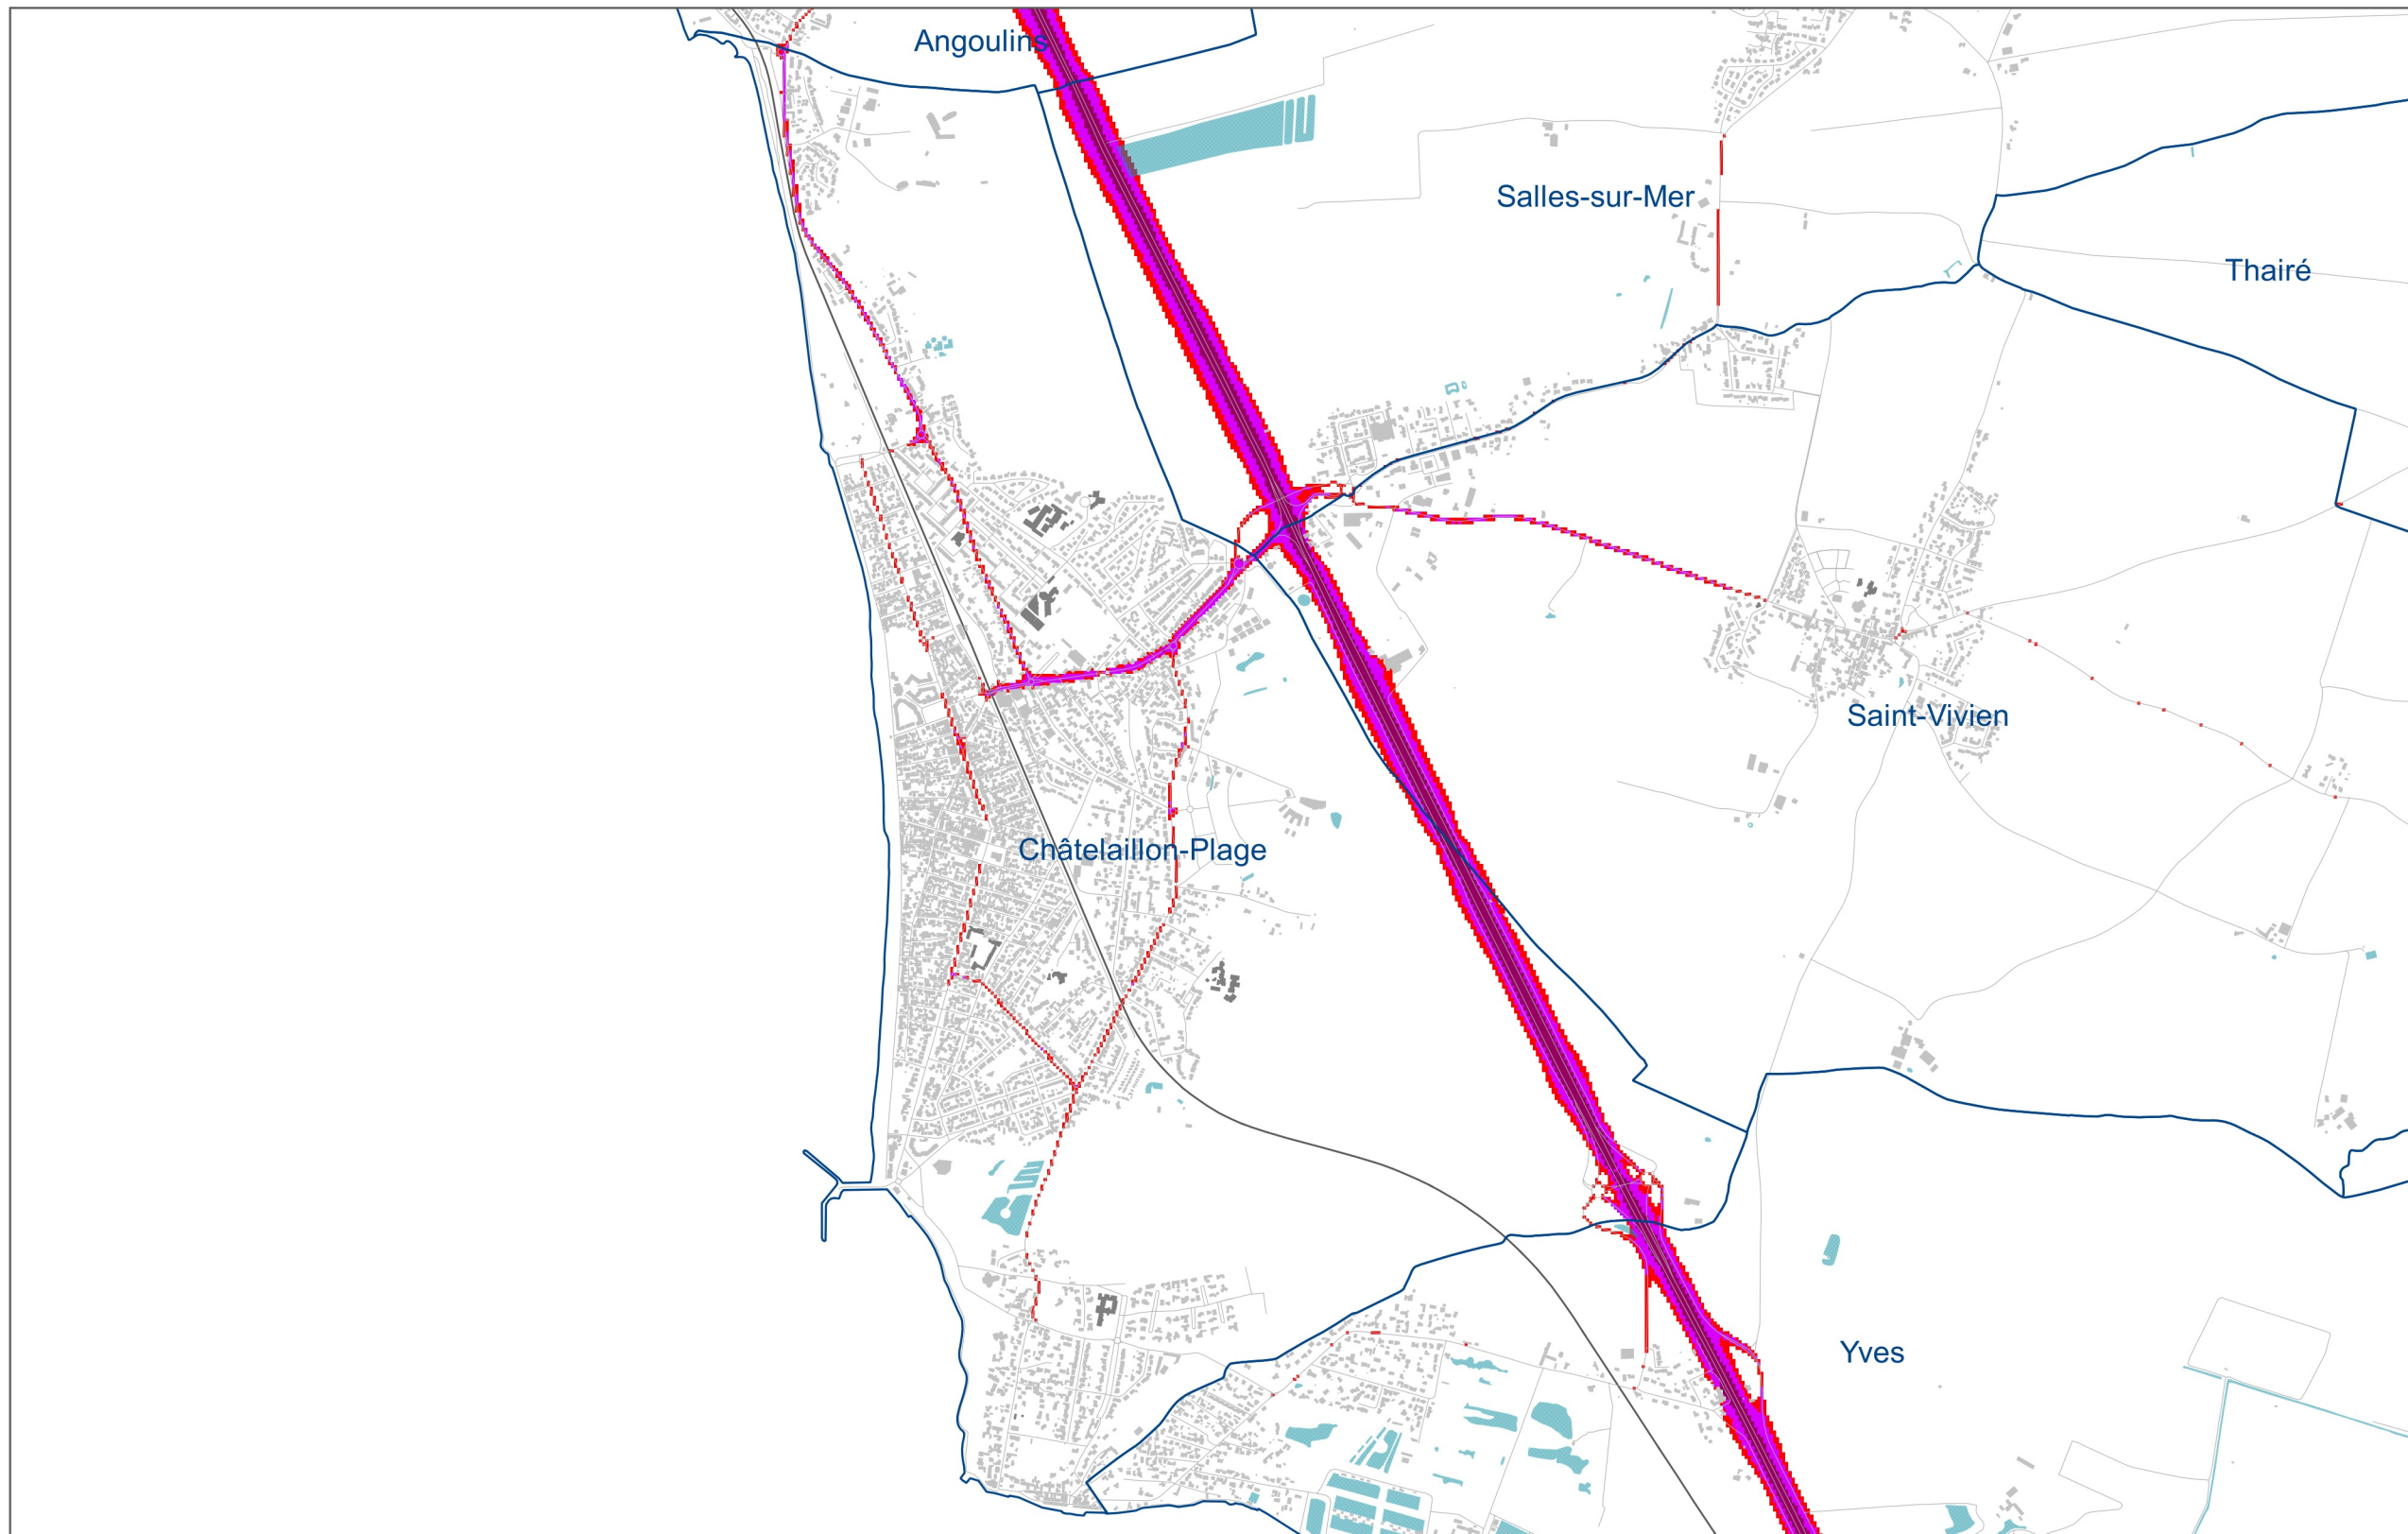 Angoulins
Salles-sur-Mer
Thairé
Saint-Vivien
Châtelaillon-Plage
Yves